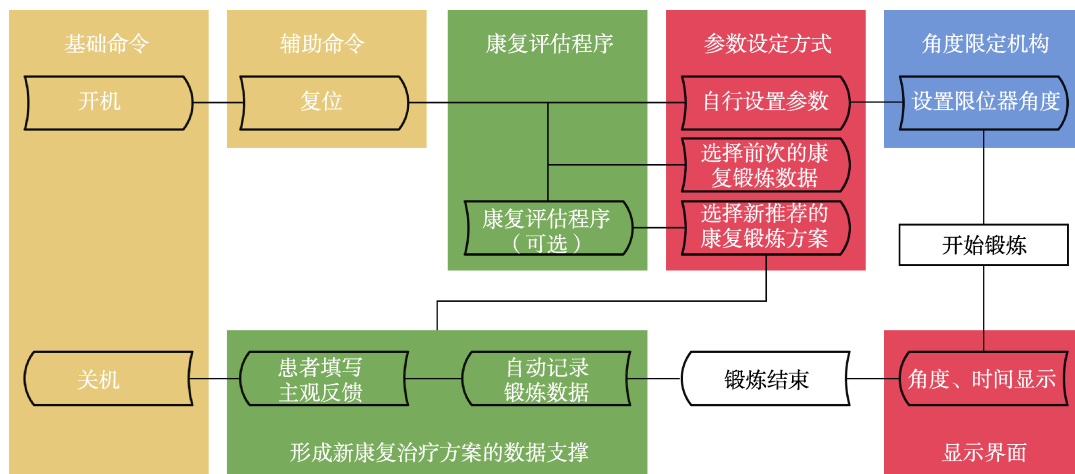 基础命令
辅助命令
康复评估程序
参数设定方式
角度限定机构
开机
复位
自行设置参数
设置限位器角度
选择前次的康
复锻炼数据
康复评估程序
（可选）
选择新推荐的
康复锻炼方案
开始锻炼
关机
患者填写
主观反馈
自动记录
锻炼数据
锻炼结束
角度、时间显示
形成新康复治疗方案的数据支撑
显示界面